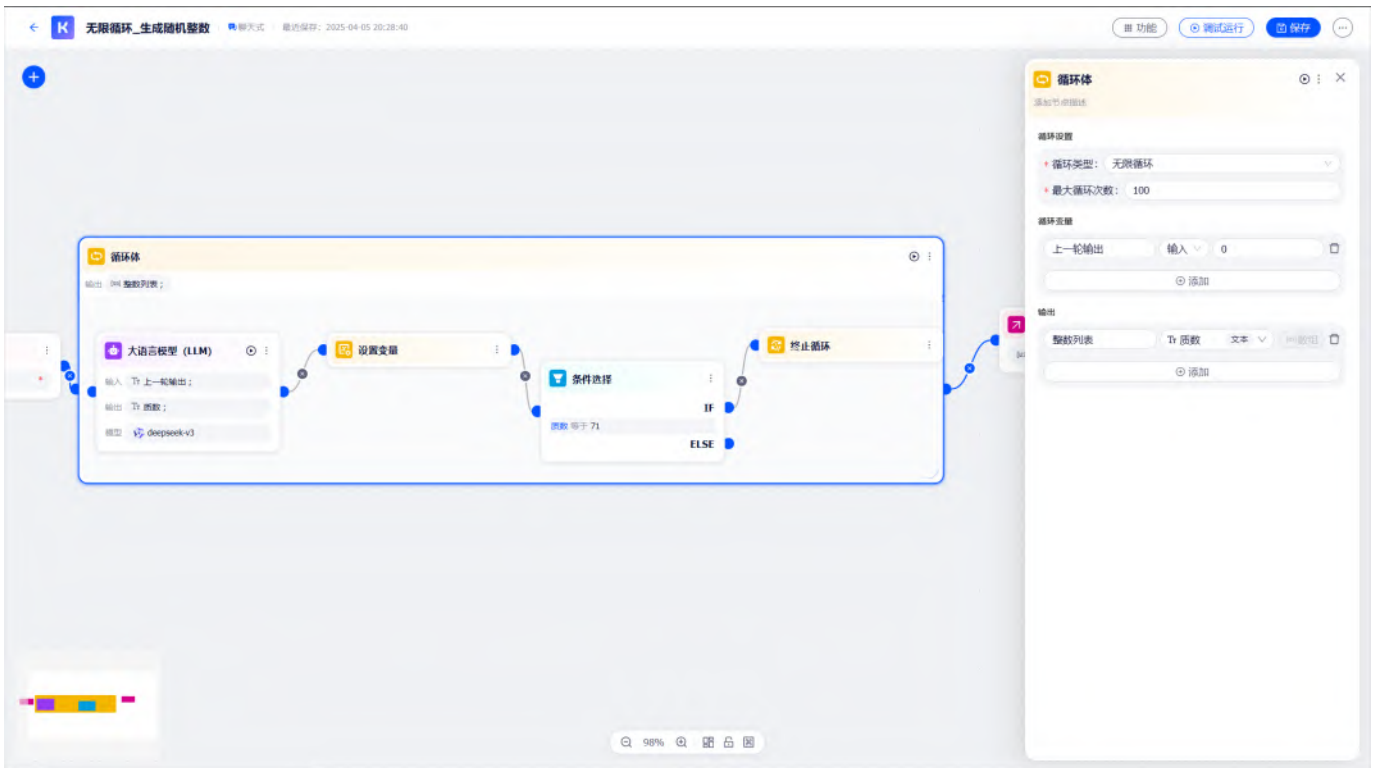 无限循环_生成随机整数 聊天式 最近保存: 2025-04-05 20:28:40
功能 调试运行 保存
循环体
添加节点描述
循环设置
* 循环类型: 无限循环
* 最大循环次数: 100
循环变量
上一轮输出 输入 0
添加
输出
整数列表 Tr 质数 文本
添加
循环体
输出 整数列表 ;
大语言模型 (LLM)
输入 Tr 上一轮输出 ;
输出 Tr 质数 ;
模型 deepseek-v3
设置变量
条件选择
IF
质数 等于 71
ELSE
终止循环
98%